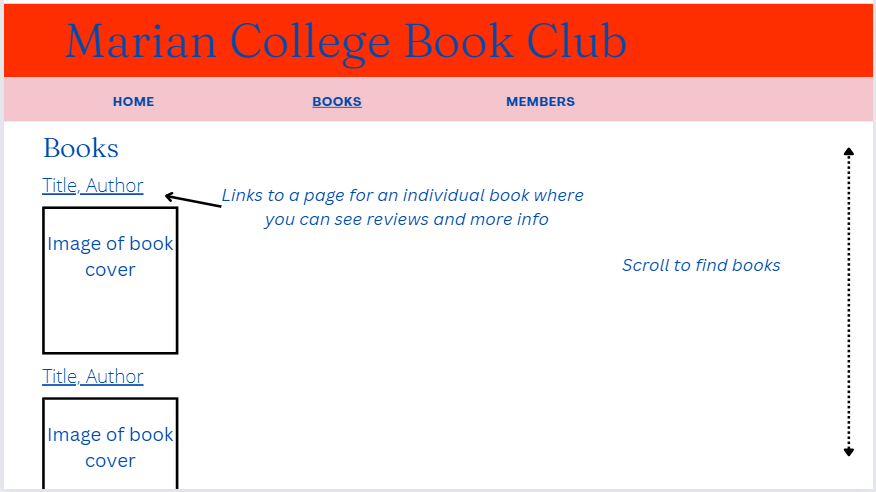 Marian College Book Club
HOME BOOKS MEMBERS
Books
Title, Author
Links to a page for an individual book where
you can see reviews and more info
Image of book
cover
Scroll to find books
Title, Author
Image of book
cover